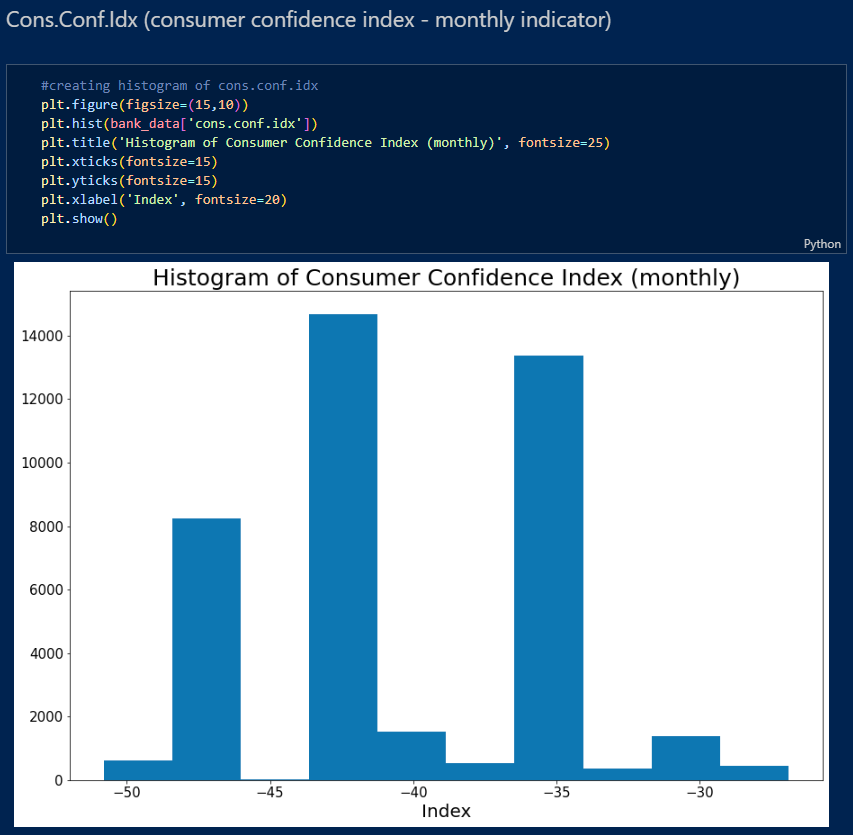 Cons.Conf.Idx (consumer confidence index - monthly indicator)
#creating histogram of cons.conf.idx
plt.figure(figsize=(15,10))
plt.hist(bank_data['cons.conf.idx'])
plt.title('Histogram of Consumer Confidence Index (monthly)', fontsize=25)
plt.xticks(fontsize=15)
plt.yticks(fontsize=15)
plt.xlabel('Index', fontsize=20)
plt.show()
Python
Histogram of Consumer Confidence Index (monthly)
14000
12000
10000
8000
6000
4000
2000
0
−50 −45 −40 −35 −30
Index